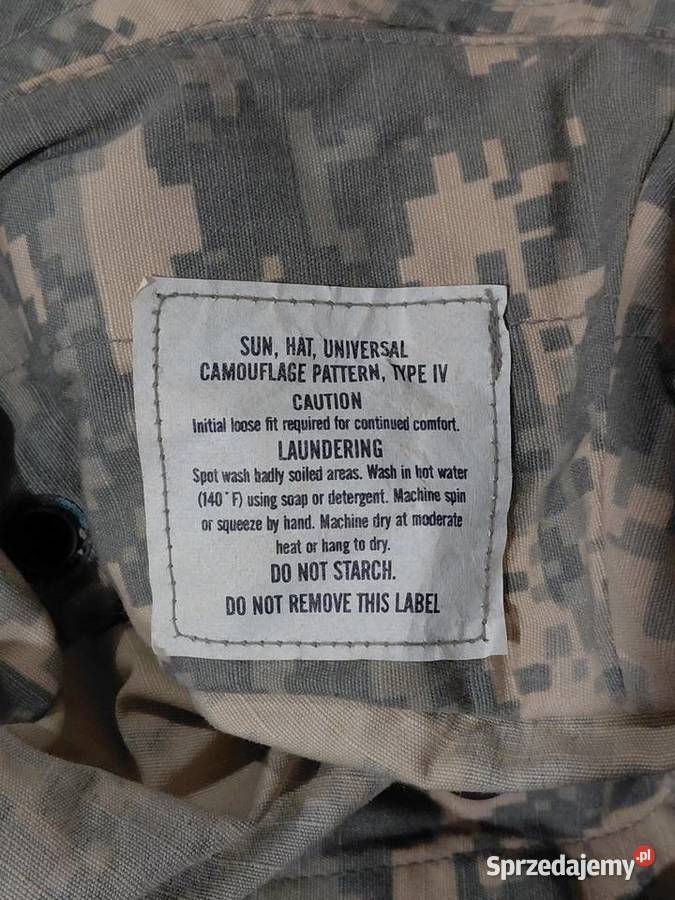 SUN, HAT, UNIVERSAL
CAMOUFLAGE PATTERN, TYPE IV
CAUTION
Initial loose fit required for continued comfort.
LAUNDERING
Spot wash badly soiled areas. Wash in hot water
(140°F) using soap or detergent. Machine spin
or squeeze by hand. Machine dry at moderate
heat or hang to dry.
DO NOT STARCH.
DO NOT REMOVE THIS LABEL
Sprzedajemy.pl